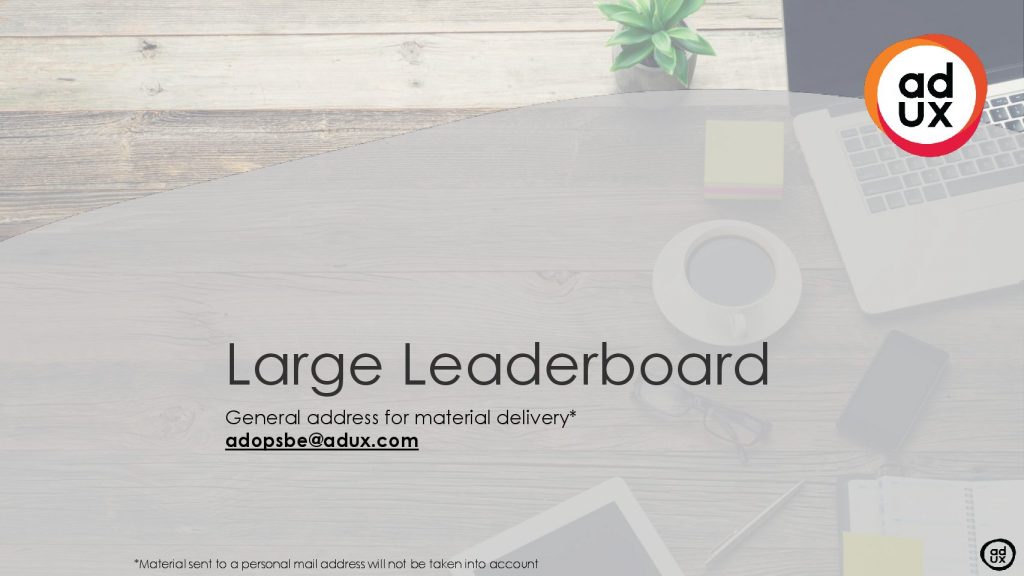 ad
ux
Large Leaderboard
General address for material delivery*
adopsbe@adux.com
*Material sent to a personal mail address will not be taken into account
ad
ux